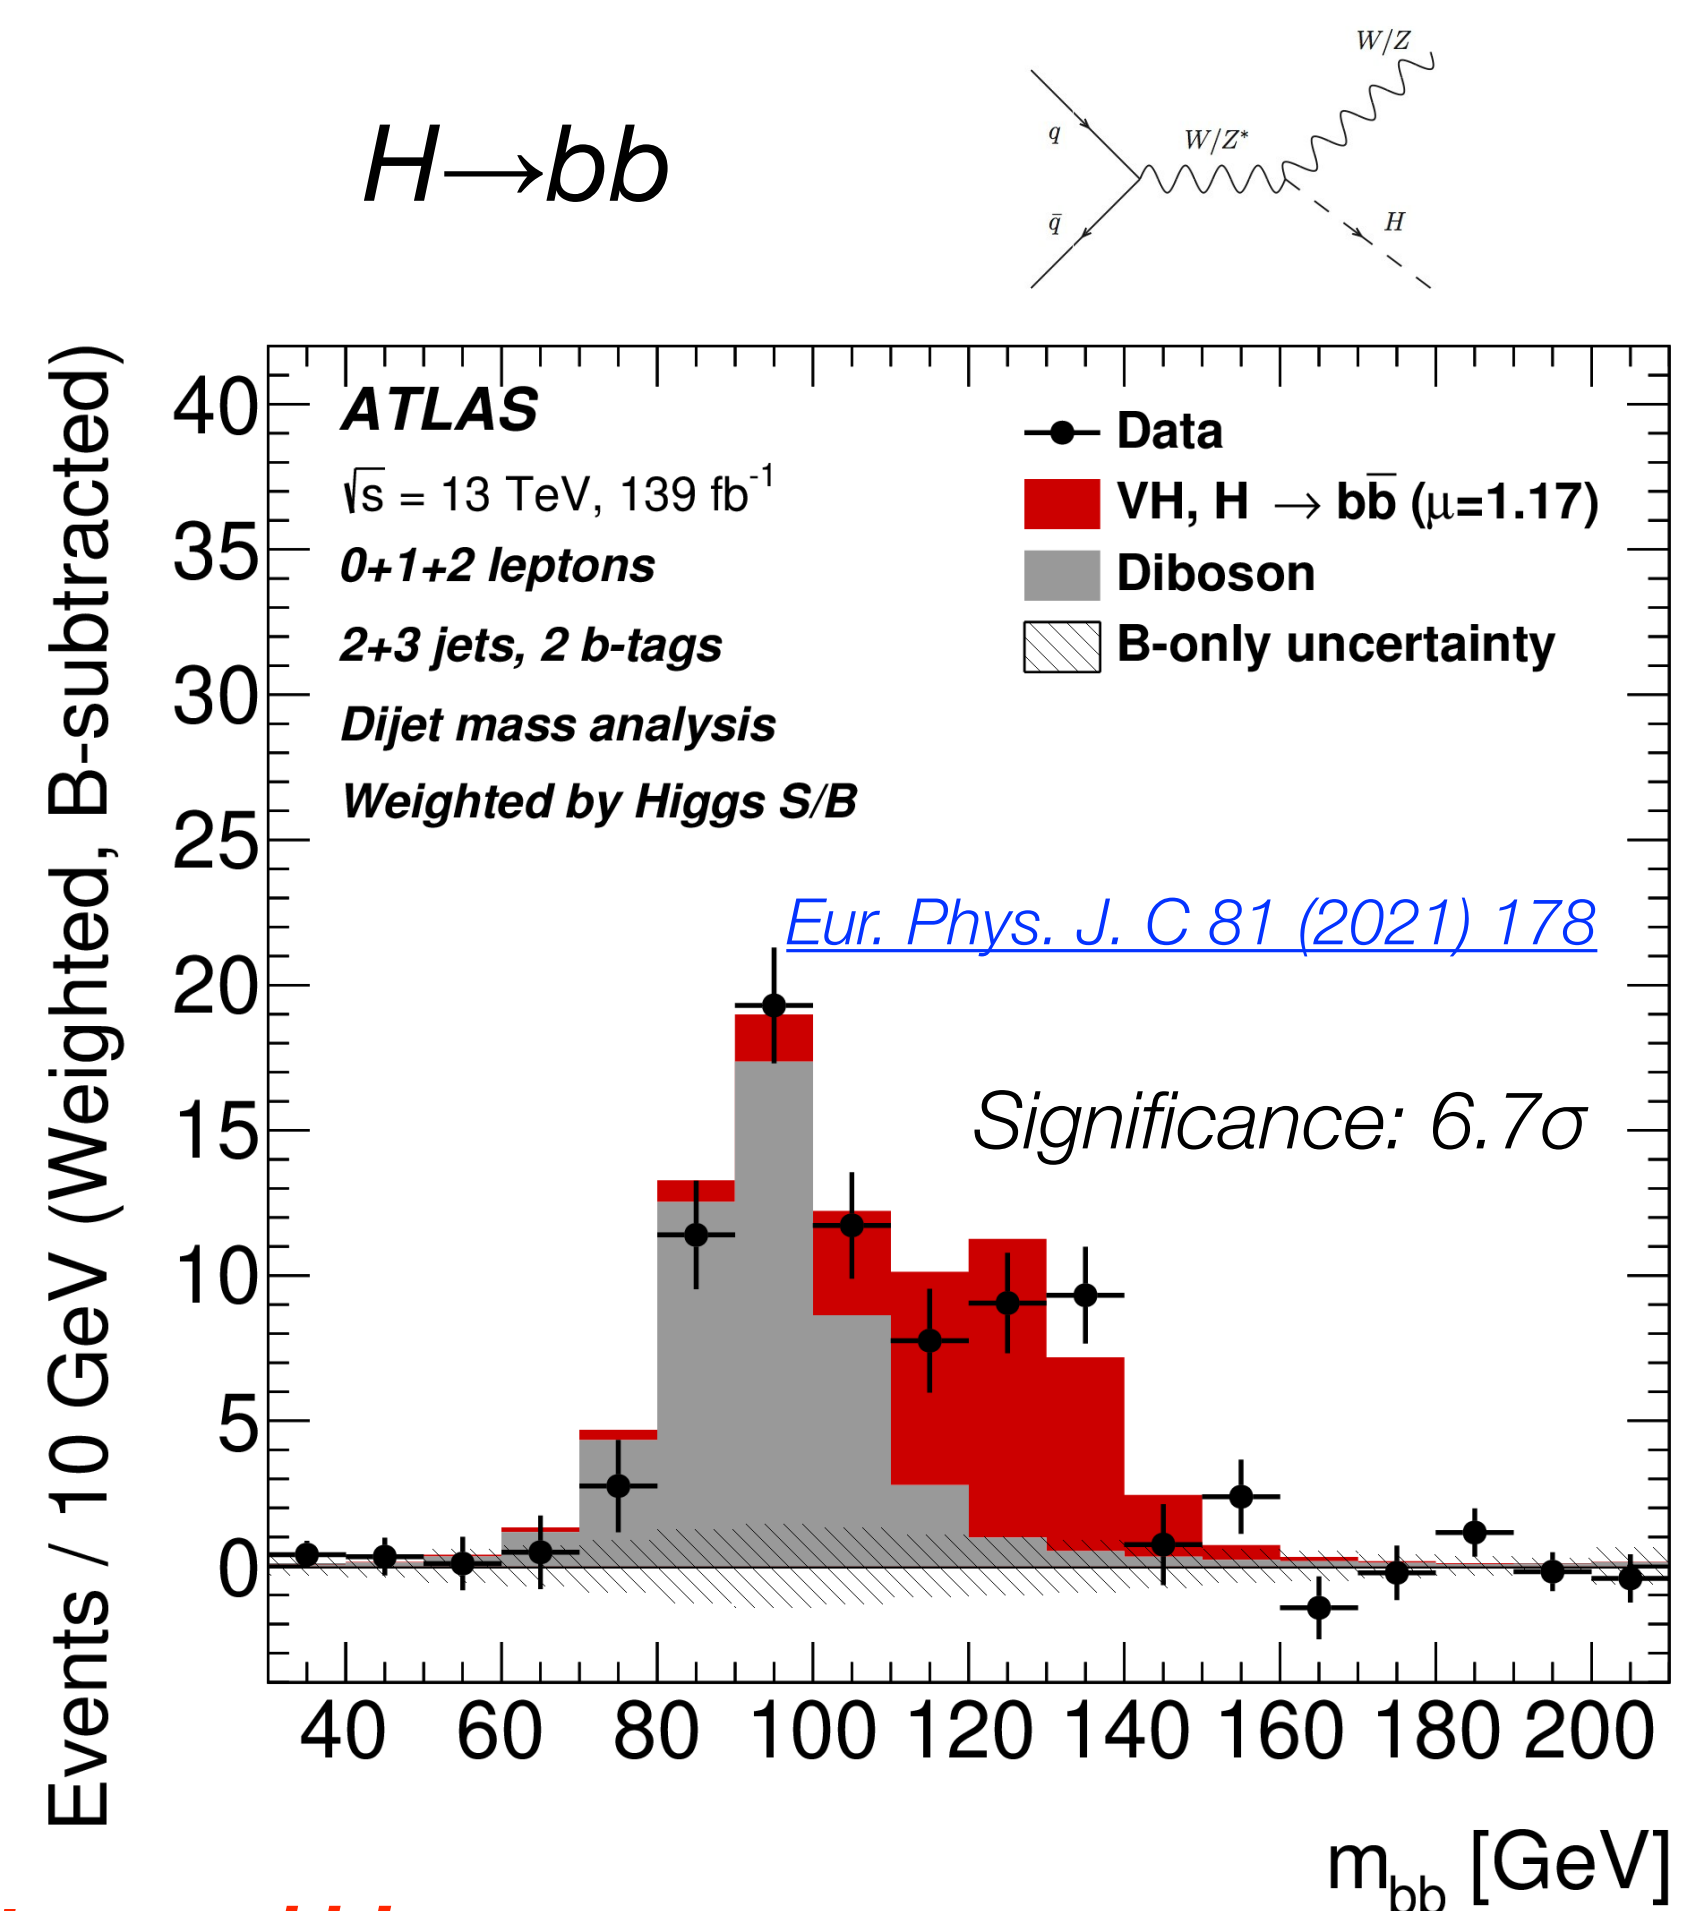 W/Z
H→bb
q
W/Z*
q̄
H
Events / 10 GeV (Weighted, B-subtracted)
40
35
30
25
20
15
10
5
0
ATLAS
√s = 13 TeV, 139 fb⁻¹
0+1+2 leptons
2+3 jets, 2 b-tags
Dijet mass analysis
Weighted by Higgs S/B
Data
VH, H → bb̅ (μ=1.17)
Diboson
B-only uncertainty
Eur. Phys. J. C 81 (2021) 178
Significance: 6.7σ
40 60 80 100 120 140 160 180 200
m_bb [GeV]